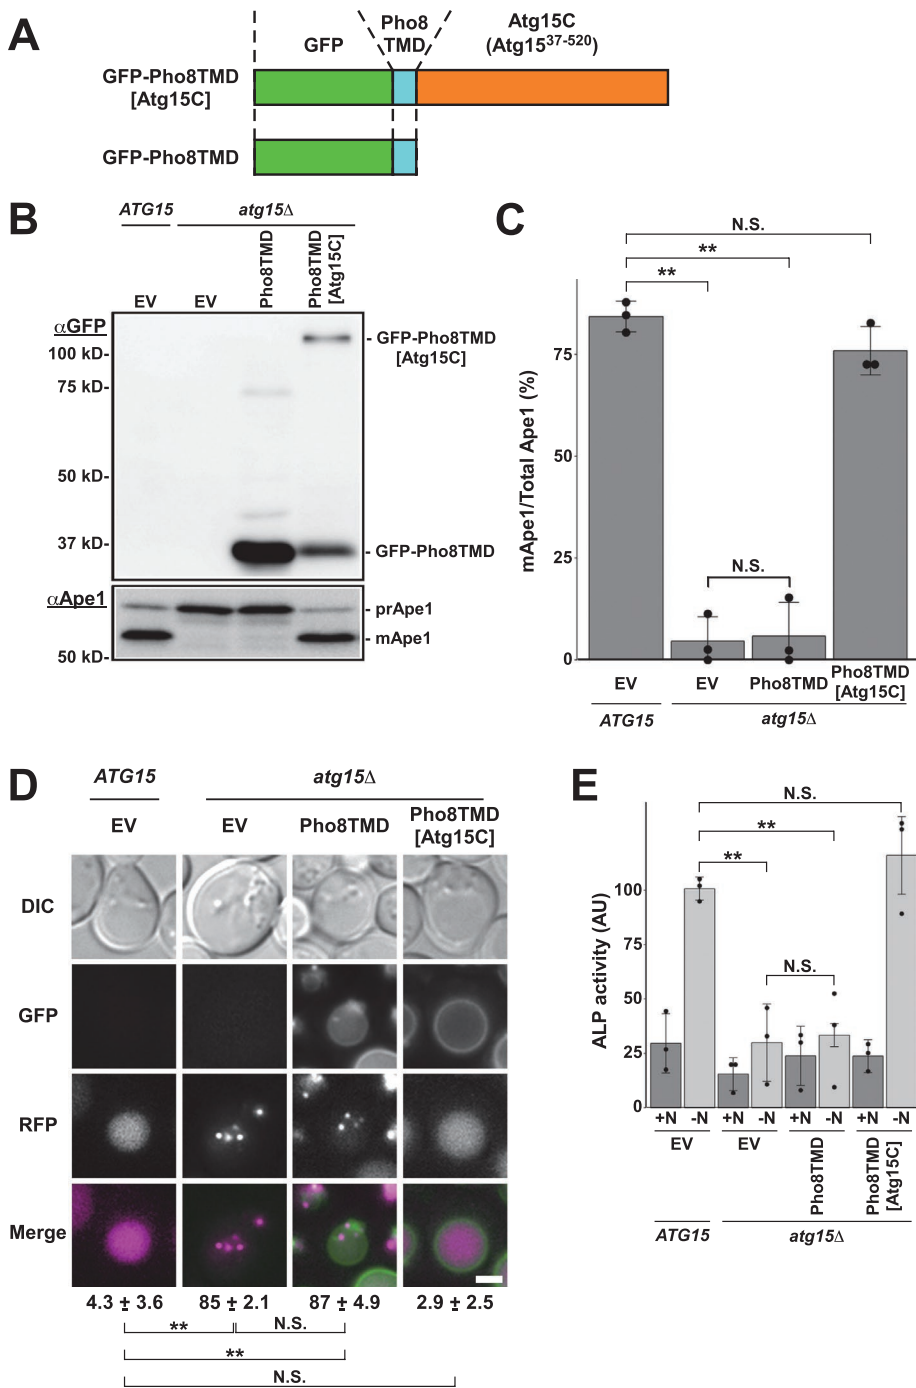 A
GFP
Pho8
TMD
Atg15C
(Atg15³⁷⁻⁵²⁰)
GFP-Pho8TMD
[Atg15C]
GFP-Pho8TMD
B
ATG15
atg15Δ
EV
EV
Pho8TMD
Pho8TMD
[Atg15C]
αGFP
100 kD-
75 kD-
50 kD-
37 kD-
- GFP-Pho8TMD
[Atg15C]
- GFP-Pho8TMD
αApe1
50 kD-
- prApe1
- mApe1
C
N.S.
**
**
N.S.
mApe1/Total Ape1 (%)
75
50
25
0
EV
EV
Pho8TMD
Pho8TMD
[Atg15C]
ATG15
atg15Δ
D
ATG15
atg15Δ
EV
EV
Pho8TMD
Pho8TMD
[Atg15C]
DIC
GFP
RFP
Merge
4.3 ± 3.6
85 ± 2.1
87 ± 4.9
2.9 ± 2.5
**
N.S.
**
N.S.
E
N.S.
**
**
N.S.
ALP activity (AU)
100
75
50
25
0
+N -N +N -N +N -N +N -N
EV
EV
Pho8TMD
Pho8TMD
[Atg15C]
ATG15
atg15Δ